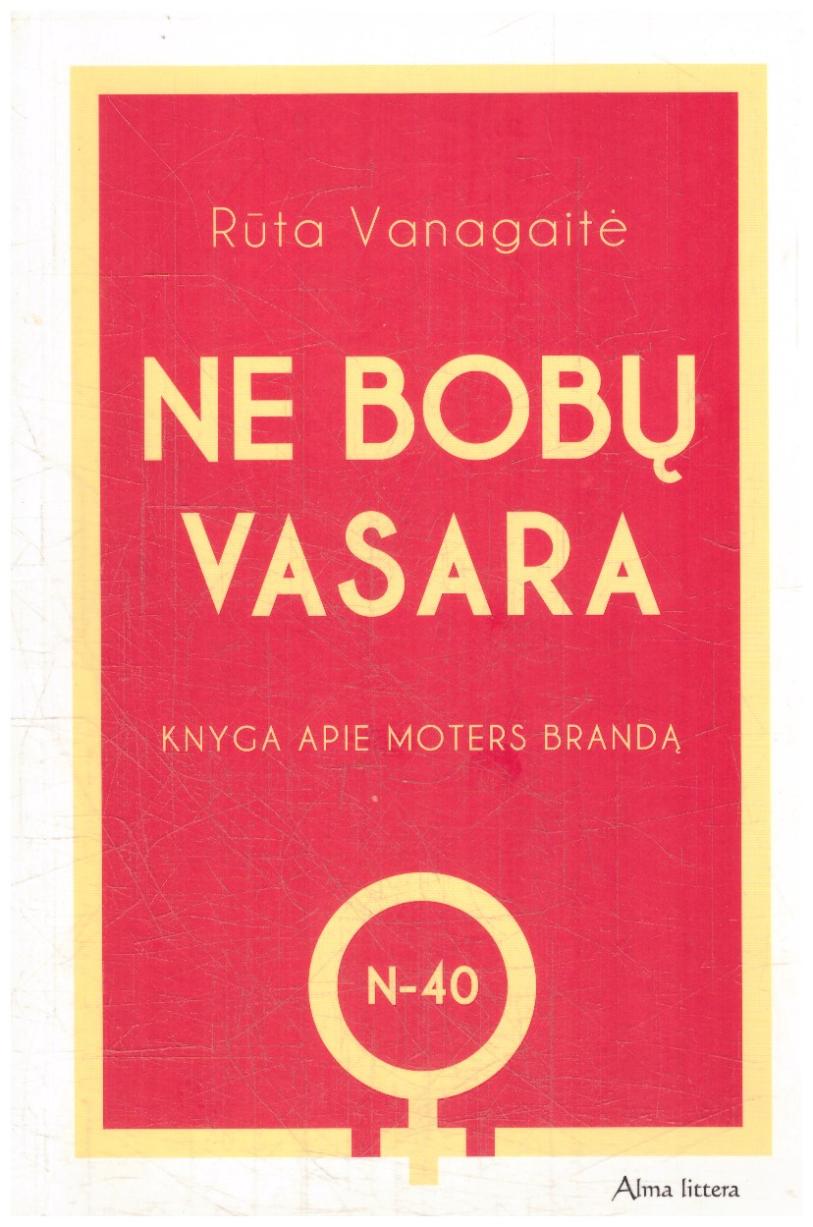 Rūta Vanagaitė
NE BOBŲ
VASARA
KNYGA APIE MOTERS BRANDĄ
N-40
Alma littera